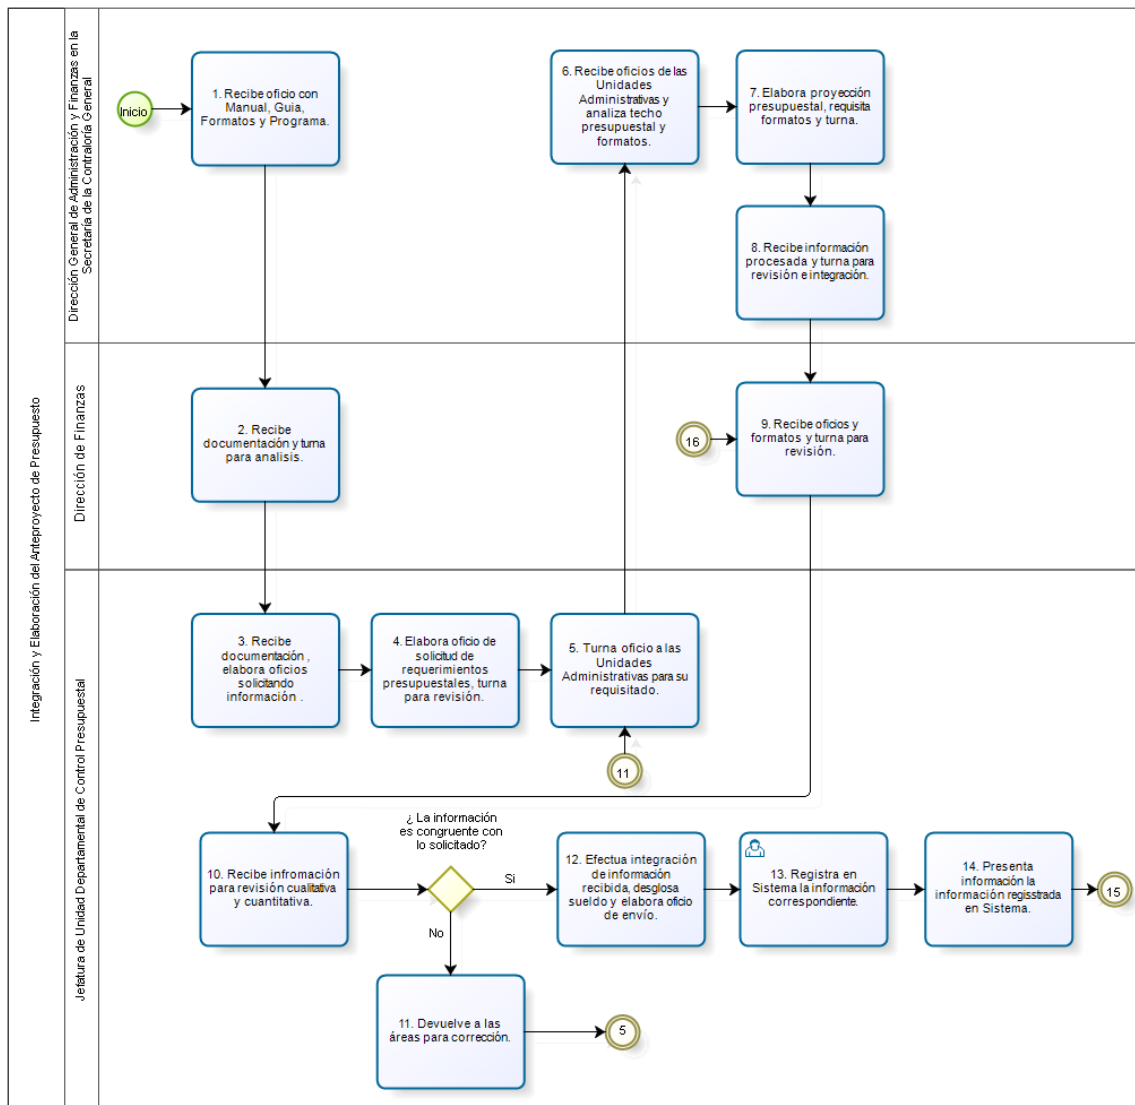 Integración y Elaboración del Anteproyecto de Presupuesto
Dirección General de Administración y Finanzas en la
Secretaría de la Contraloría General
Inicio
1. Recibe oficio con
Manual, Guia,
Formatos y Programa.
6. Recibe oficios de las
Unidades
Administrativas y
analiza techo
presupuestal y
formatos.
7. Elabora proyección
presupuestal, requisita
formatos y turna.
8. Recibe información
procesada y turna para
revisión e integración.
Dirección de Finanzas
2. Recibe
documentación y turna
para analisis.
16
9. Recibe oficios y
formatos y turna para
revisión.
Jefatura de Unidad Departamental de Control Presupuestal
3. Recibe
documentación ,
elabora oficios
solicitando
información .
4. Elabora oficio de
solicitud de
requerimientos
presupuestales, turna
para revisión.
5. Turna oficio a las
Unidades
Administrativas para su
requisitado.
11
10. Recibe infromación
para revisión cualitativa
y cuantitativa.
¿ La información
es congruente con
lo solicitado?
Si
No
12. Efectua integración
de información
recibida, desglosa
sueldo y elabora oficio
de envío.
13. Registra en
Sistema la información
correspondiente.
14. Presenta
información la
información regisstrada
en Sistema.
15
11. Devuelve a las
áreas para corrección.
5